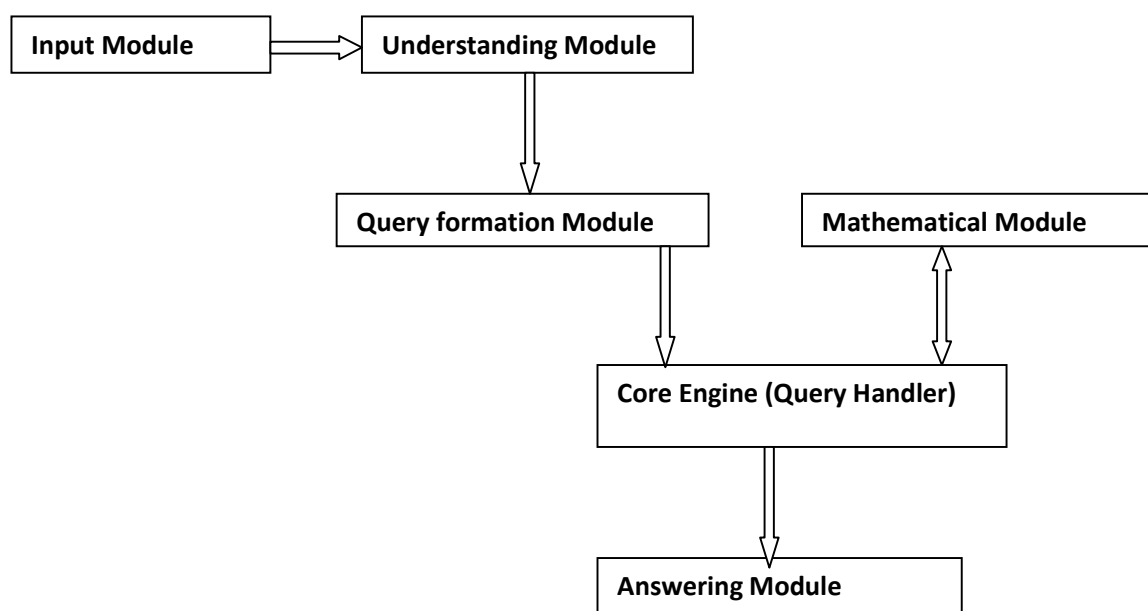 Input Module
Understanding Module
Query formation Module
Mathematical Module
Core Engine (Query Handler)
Answering Module